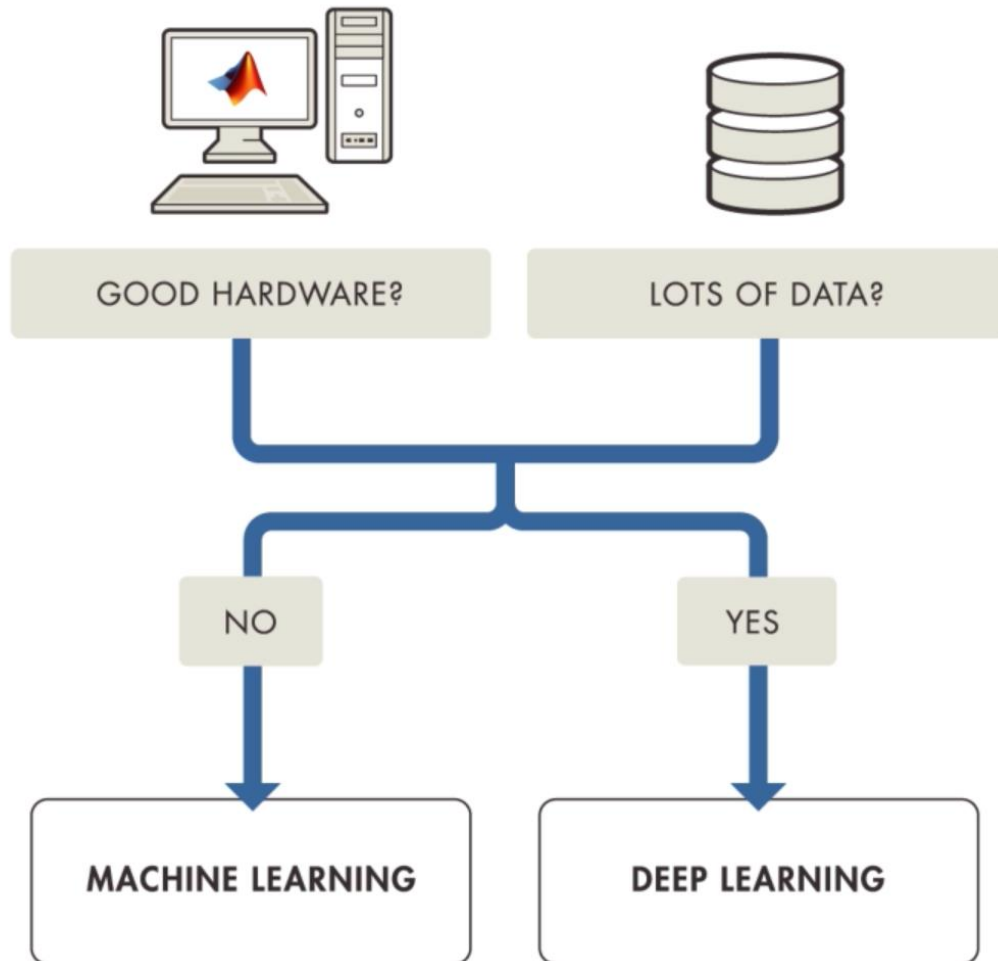 GOOD HARDWARE?
LOTS OF DATA?
NO
YES
MACHINE LEARNING
DEEP LEARNING